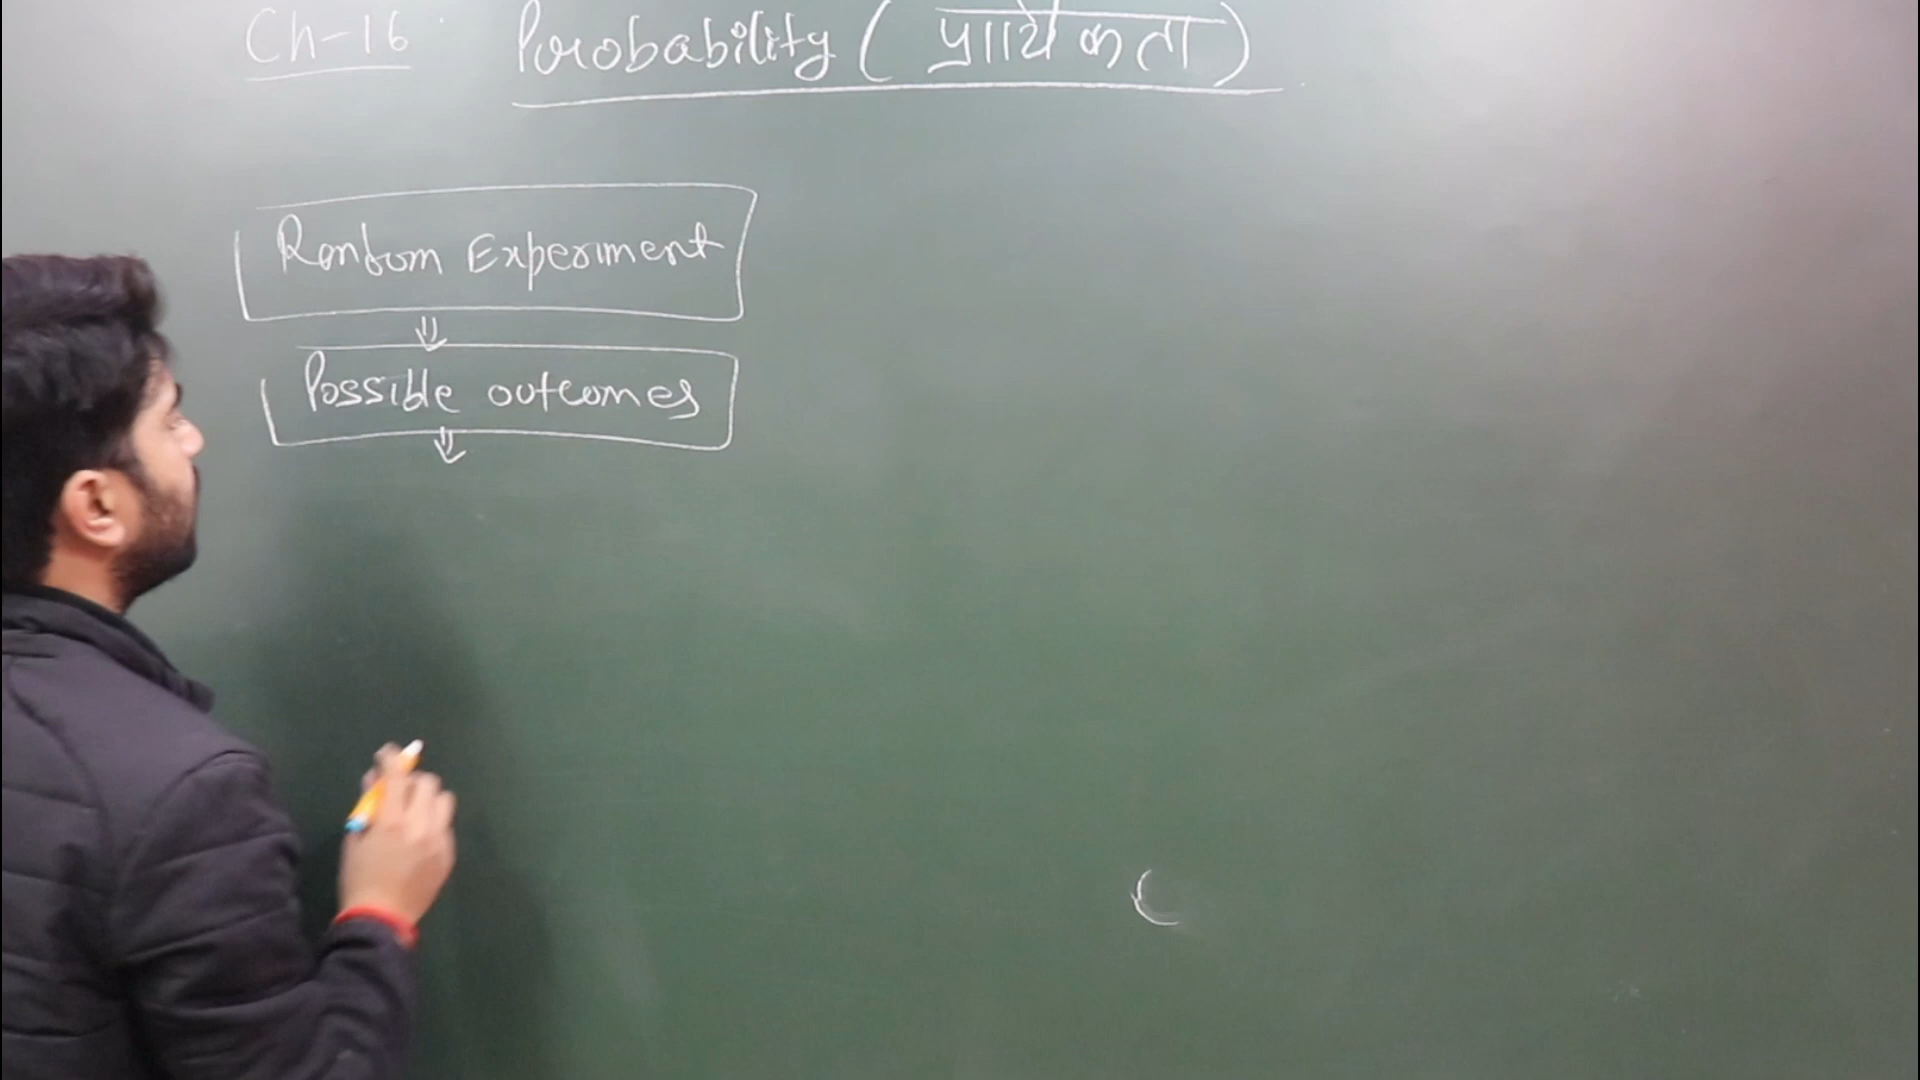 Ch-16 Probability ( प्रायिकता )
Random Experiment
Possible outcomes